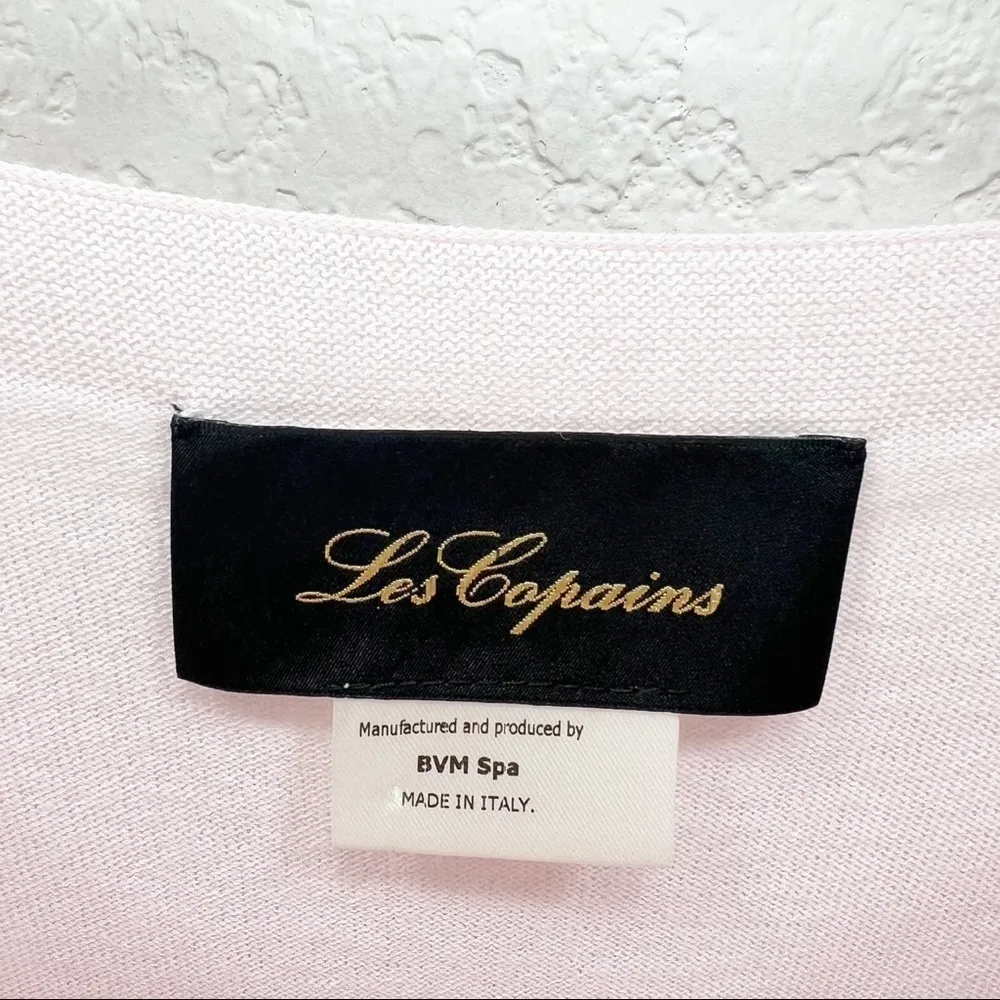 Les Copains
Manufactured and produced by
BVM Spa
MADE IN ITALY.